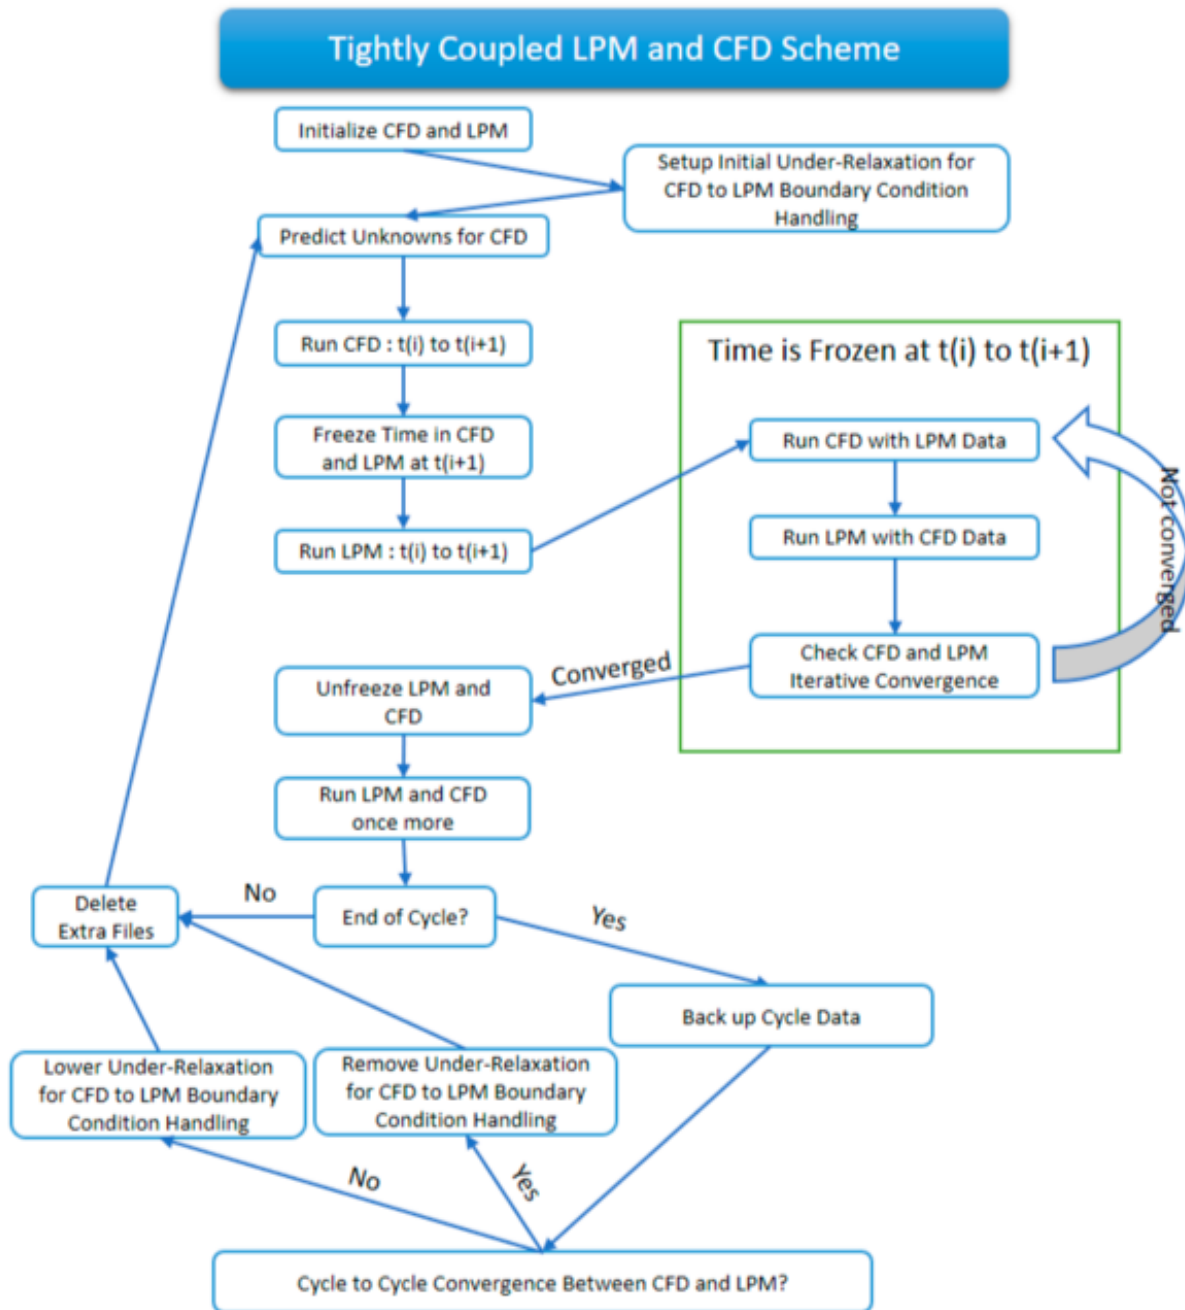 Tightly Coupled LPM and CFD Scheme
Initialize CFD and LPM
Setup Initial Under-Relaxation for
CFD to LPM Boundary Condition
Handling
Predict Unknowns for CFD
Run CFD : t(i) to t(i+1)
Freeze Time in CFD
and LPM at t(i+1)
Run LPM : t(i) to t(i+1)
Time is Frozen at t(i) to t(i+1)
Run CFD with LPM Data
Run LPM with CFD Data
Check CFD and LPM
Iterative Convergence
Not converged
Converged
Unfreeze LPM and
CFD
Run LPM and CFD
once more
End of Cycle?
No
Yes
Delete
Extra Files
Back up Cycle Data
Lower Under-Relaxation
for CFD to LPM Boundary
Condition Handling
Remove Under-Relaxation
for CFD to LPM Boundary
Condition Handling
No
Yes
Cycle to Cycle Convergence Between CFD and LPM?